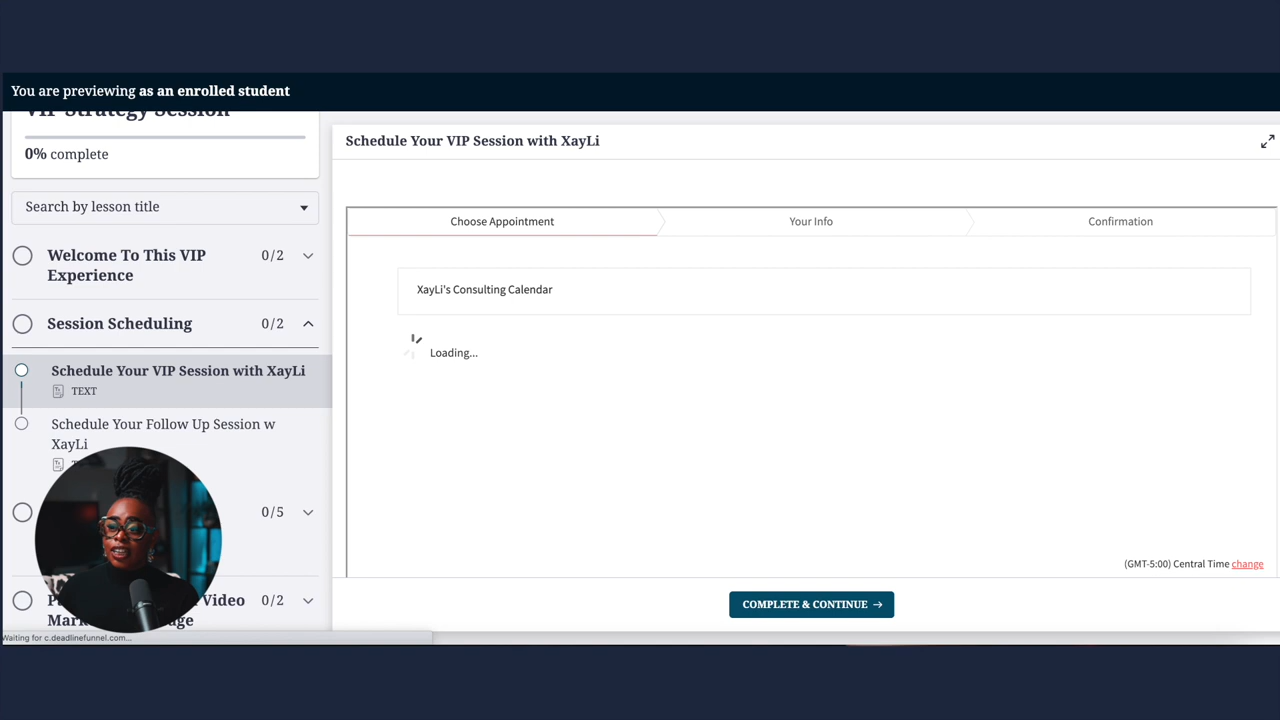 You are previewing as an enrolled student
VIP Strategy Session
0% complete
Search by lesson title
Welcome To This VIP
Experience
0/2
Session Scheduling
0/2
Schedule Your VIP Session with XayLi
TEXT
Schedule Your Follow Up Session w
XayLi
0/5
Video
0/2
Waiting for c.deadlinefunnel.com...
Schedule Your VIP Session with XayLi
Choose Appointment
Your Info
Confirmation
XayLi's Consulting Calendar
Loading...
(GMT-5:00) Central Time change
COMPLETE & CONTINUE →